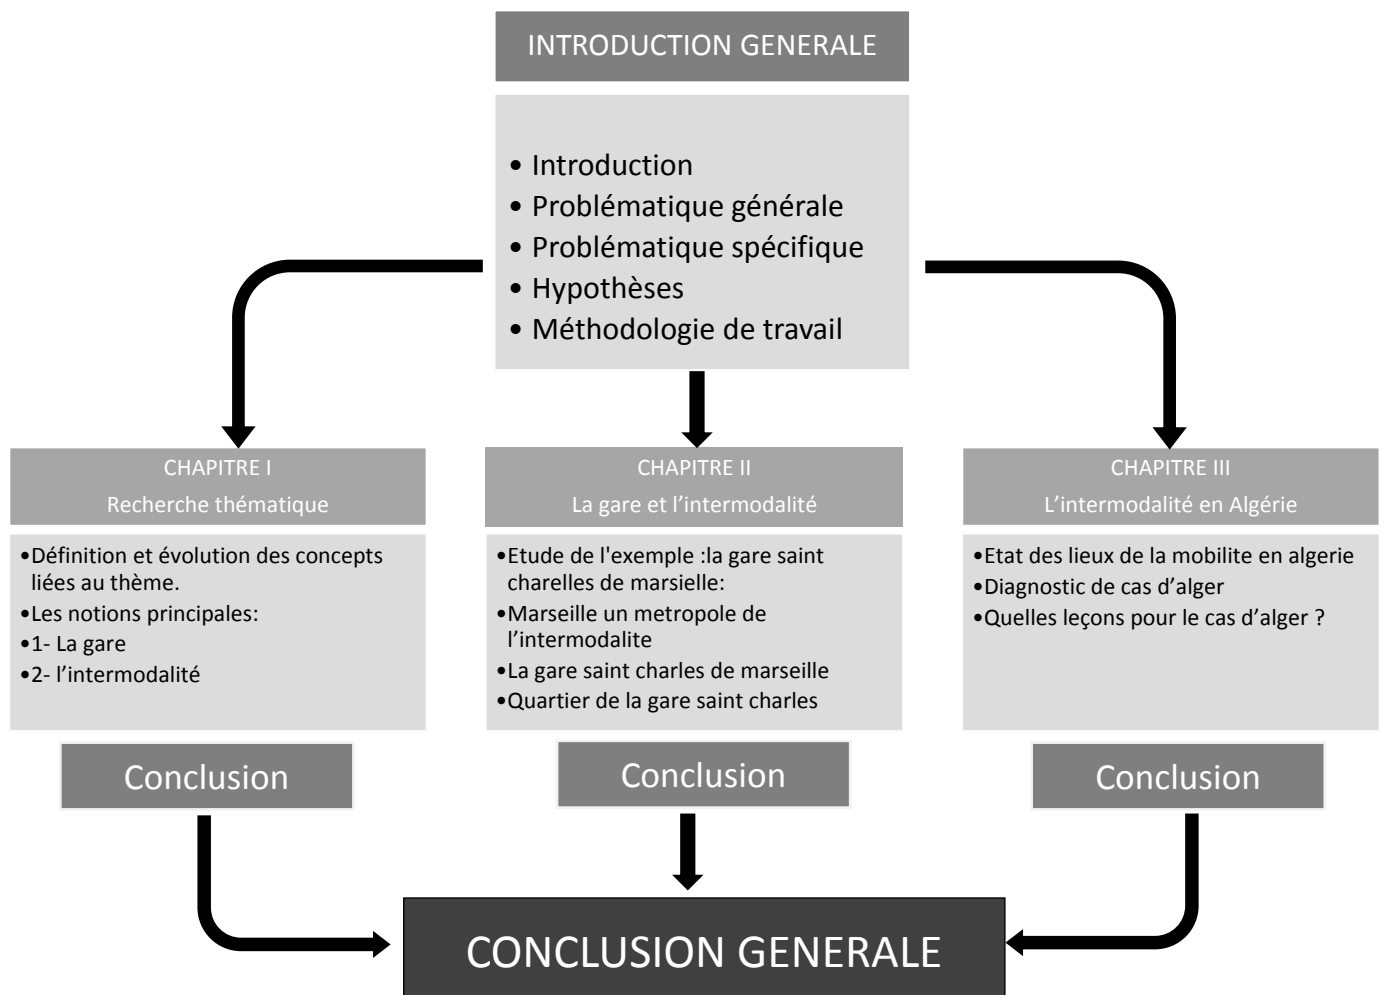 INTRODUCTION GENERALE
• Introduction
• Problématique générale
• Problématique spécifique
• Hypothèses
• Méthodologie de travail
CHAPITRE I
Recherche thématique
•Définition et évolution des concepts
liées au thème.
•Les notions principales:
•1- La gare
•2- l’intermodalité
Conclusion
CHAPITRE II
La gare et l’intermodalité
•Etude de l'exemple :la gare saint
charelles de marsielle:
•Marseille un metropole de
l’intermodalite
•La gare saint charles de marseille
•Quartier de la gare saint charles
Conclusion
CHAPITRE III
L’intermodalité en Algérie
•Etat des lieux de la mobilite en algerie
•Diagnostic de cas d’alger
•Quelles leçons pour le cas d’alger ?
Conclusion
CONCLUSION GENERALE